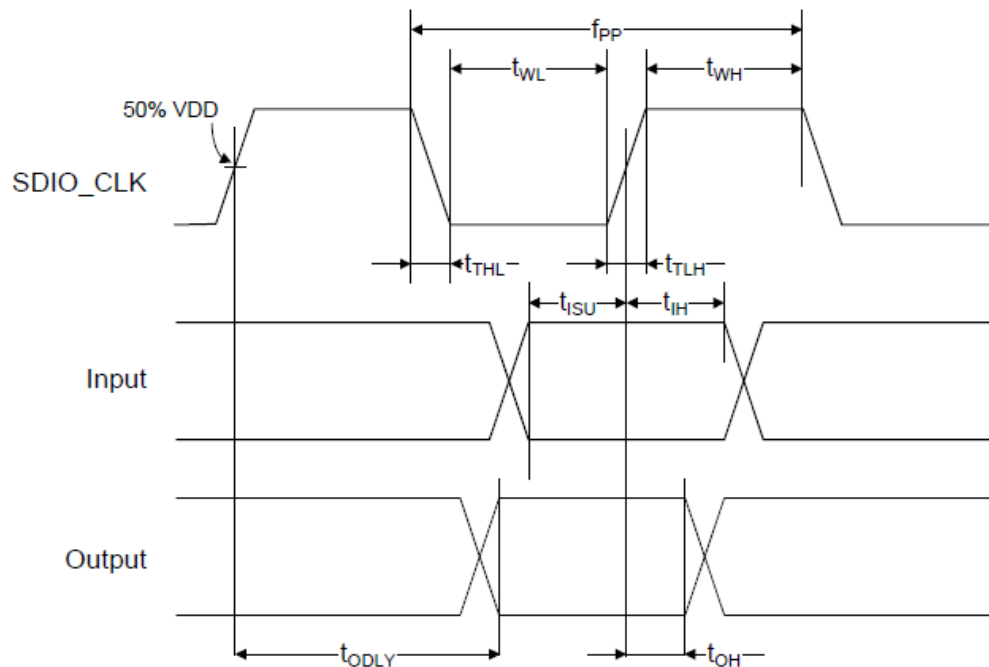 fPP
tWL
tWH
50% VDD
SDIO_CLK
tTHL
tTLH
tISU
tIH
Input
Output
tODLY
tOH